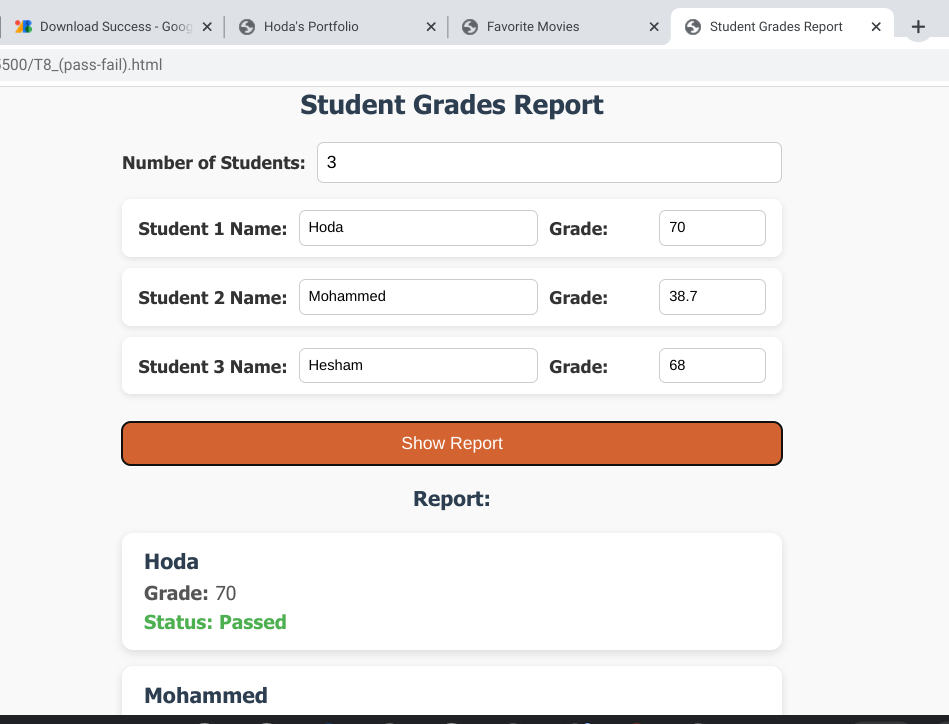 Download Success - Goog
Hoda's Portfolio
Favorite Movies
Student Grades Report
500/T8_(pass-fail).html
Student Grades Report
Number of Students: 3
Student 1 Name: Hoda Grade: 70
Student 2 Name: Mohammed Grade: 38.7
Student 3 Name: Hesham Grade: 68
Show Report
Report:
Hoda
Grade: 70
Status: Passed
Mohammed